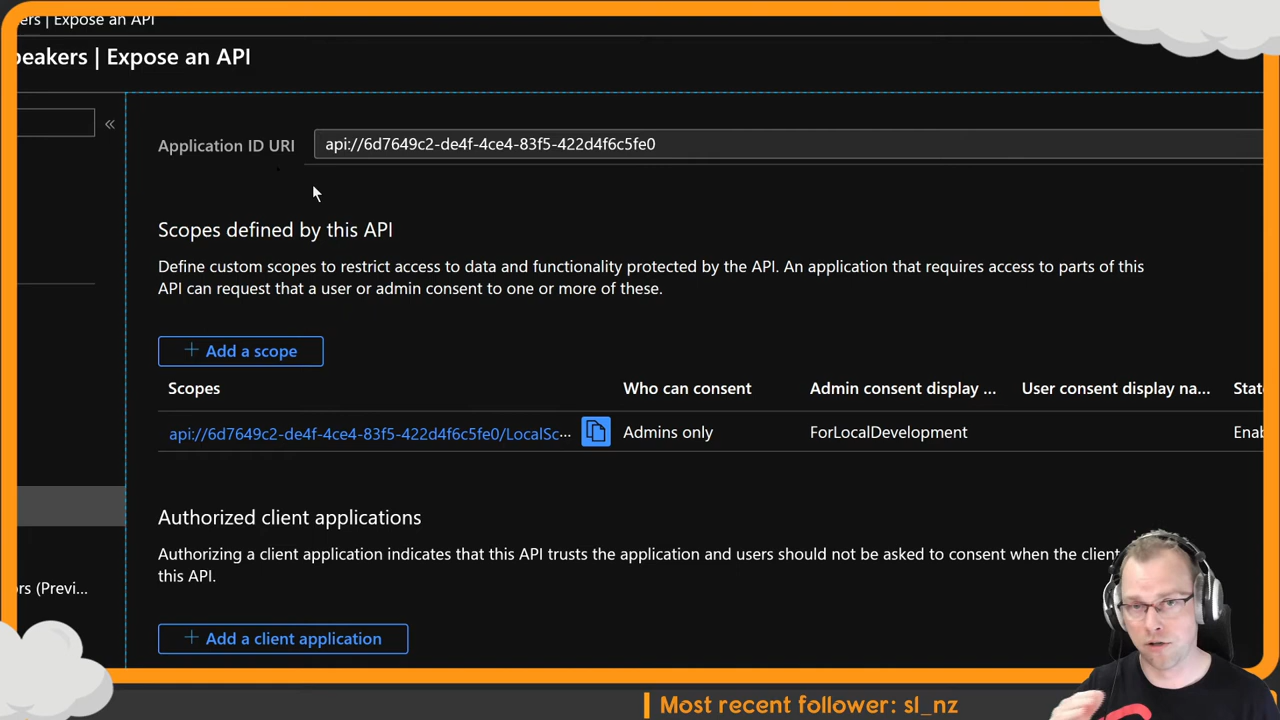 ers | Expose an API
peakers | Expose an API
«
Application ID URI
api://6d7649c2-de4f-4ce4-83f5-422d4f6c5fe0
Scopes defined by this API
Define custom scopes to restrict access to data and functionality protected by the API. An application that requires access to parts of this
API can request that a user or admin consent to one or more of these.
+ Add a scope
Scopes Who can consent Admin consent display ... User consent display na... Stat
api://6d7649c2-de4f-4ce4-83f5-422d4f6c5fe0/LocalSc... Admins only ForLocalDevelopment Enab
Authorized client applications
Authorizing a client application indicates that this API trusts the application and users should not be asked to consent when the client
this API.
ors (Previ...
+ Add a client application
Most recent follower: sl_nz